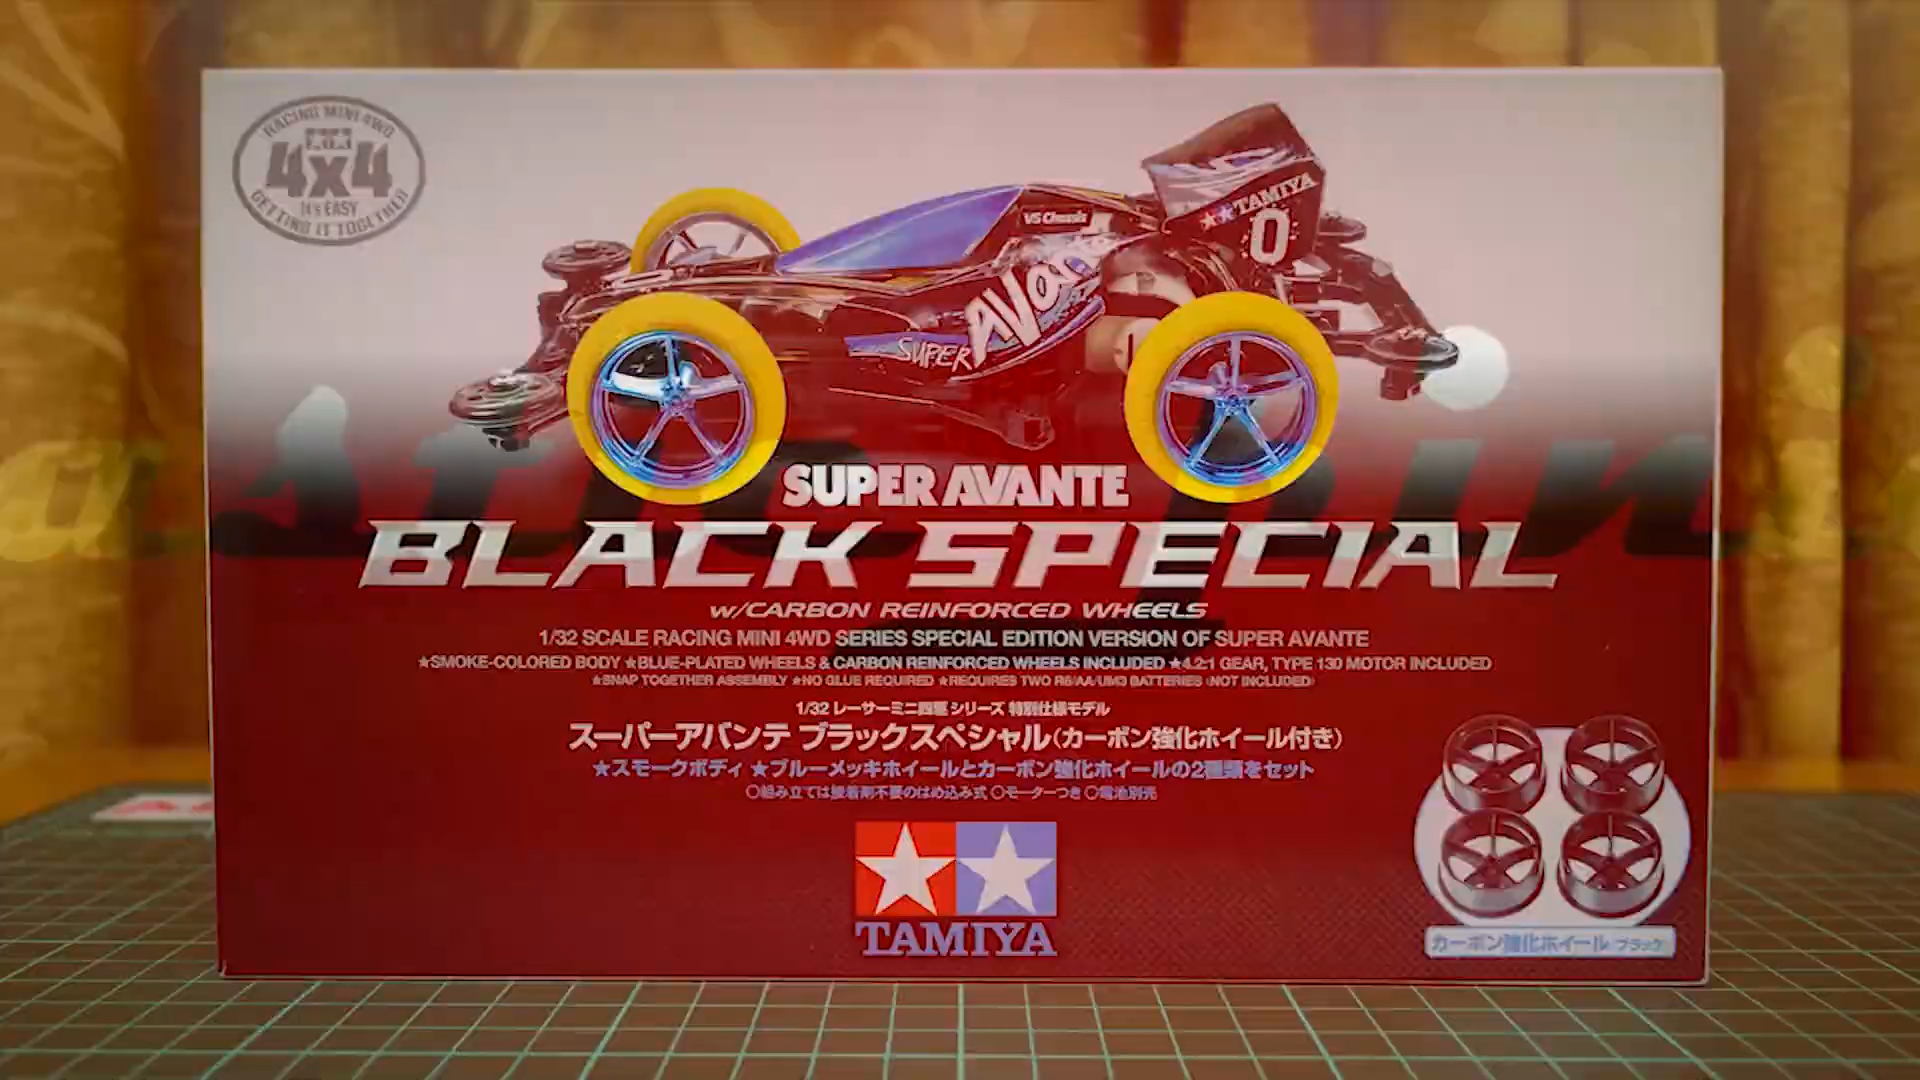 RACING MINI 4WD
4x4
IT'S EASY
GETTING IT TOGETHER
VS Chassis
TAMIYA
0
SUPER Avante
SUPER AVANTE
BLACK SPECIAL
w/CARBON REINFORCED WHEELS
1/32 SCALE RACING MINI 4WD SERIES SPECIAL EDITION VERSION OF SUPER AVANTE
★SMOKE-COLORED BODY ★BLUE-PLATED WHEELS & CARBON REINFORCED WHEELS INCLUDED ★4.2:1 GEAR, TYPE 130 MOTOR INCLUDED
★SNAP TOGETHER ASSEMBLY ★NO GLUE REQUIRED ★REQUIRES TWO R6/AA/UM3 BATTERIES (NOT INCLUDED)
1/32 レーサーミニ四駆 シリーズ 特別仕様モデル
スーパーアバンテ ブラックスペシャル(カーボン強化ホイール付き)
★スモークボディ ★ブルーメッキホイールとカーボン強化ホイールの2種類をセット
○組み立ては接着剤不要のはめ込み式 ○モーターつき ○電池別売
TAMIYA
カーボン強化ホイール ブラック